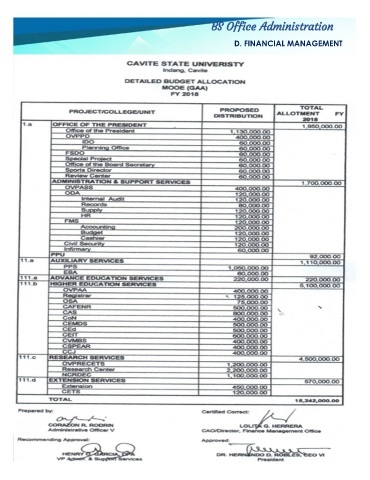 BS Office Administration
D. FINANCIAL MANAGEMENT
CAVITE STATE UNIVERISTY
Indang, Cavite
DETAILED BUDGET ALLOCATION
MOOE (GAA)
FY 2018
PROJECT/COLLEGE/UNIT PROPOSED DISTRIBUTION TOTAL ALLOTMENT FY 2018
1.a OFFICE OF THE PRESIDENT 1,950,000.00
Office of the President 1,130,000.00
OVPPD 400,000.00
IDO 60,000.00
Planning Office 60,000.00
FSDO 60,000.00
Special Project 60,000.00
Office of the Board Secretary 60,000.00
Sports Director 60,000.00
Review Center 60,000.00
ADMINISTRATION & SUPPORT SERVICES 1,700,000.00
OVPASS 400,000.00
ODA 120,000.00
Internal Audit 120,000.00
Records 80,000.00
Supply 120,000.00
HR 120,000.00
FMS 120,000.00
Accounting 200,000.00
Budget 120,000.00
Cashier 120,000.00
Civil Security 120,000.00
Infirmary 60,000.00
PPU 92,000.00
11.a AUXILIARY SERVICES 1,110,000.00
PPS 1,050,000.00
EBA 60,000.00
111.a ADVANCE EDUCATION SERVICES 220,000.00 220,000.00
111.b HIGHER EDUCATION SERVICES 5,100,000.00
OVPAA 400,000.00
Registrar 125,000.00
OSA 75,000.00
CAFENR 500,000.00
CAS 800,000.00
CoN 400,000.00
CEMDS 500,000.00
CEd 500,000.00
CEIT 600,000.00
CVMBS 400,000.00
CSPEAR 400,000.00
CCJ 400,000.00
111.c RESEARCH SERVICES 4,500,000.00
OVPRECETS 1,200,000.00
Research Center 2,200,000.00
NCRDEC 1,100,000.00
111.d EXTENSION SERVICES 570,000.00
Extension 450,000.00
CETS 120,000.00
TOTAL 15,242,000.00
Prepared by: Certified Correct:
CORAZON R. RODRIN LOLITA G. HERRERA
Administrative Officer V CAO/Director, Finance Management Office
Recommending Approval: Approved:
HENRY O. GARCIA, DPA DR. HERNANDO D. ROBLES, CEO VI
VP Admin. & Support Services President